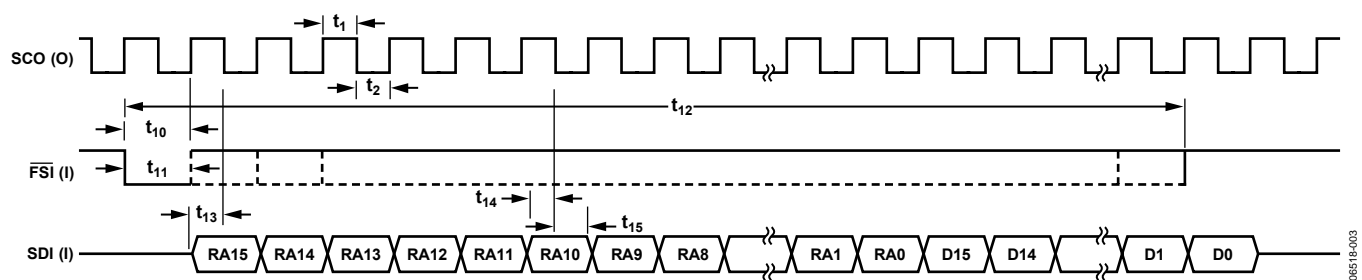 t1
SCO (O)
t2
t12
t10
FSI (I)
t11
t14
t13
t15
SDI (I) RA15 RA14 RA13 RA12 RA11 RA10 RA9 RA8 RA1 RA0 D15 D14 D1 D0
06518-003